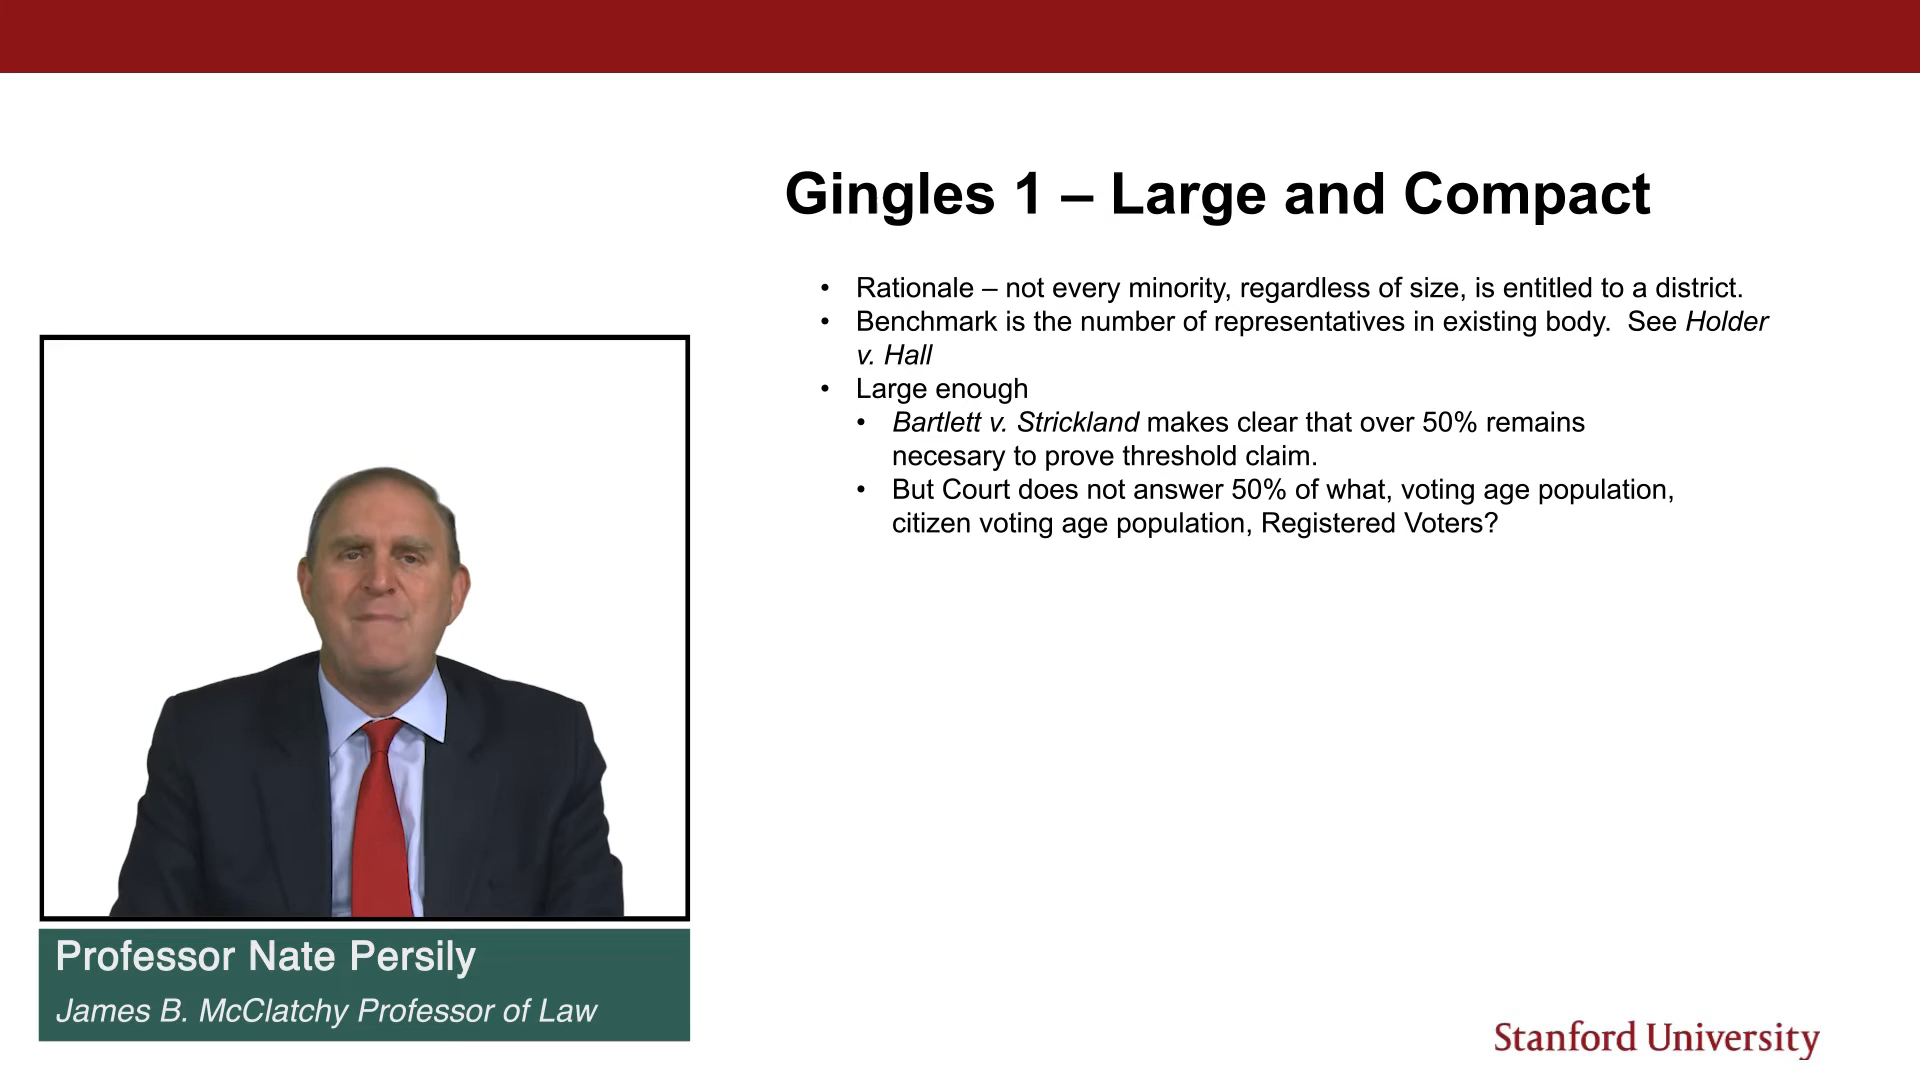 Gingles 1 – Large and Compact
• Rationale – not every minority, regardless of size, is entitled to a district.
• Benchmark is the number of representatives in existing body.  See Holder
v. Hall
• Large enough
• Bartlett v. Strickland makes clear that over 50% remains
necesary to prove threshold claim.
• But Court does not answer 50% of what, voting age population,
citizen voting age population, Registered Voters?
Professor Nate Persily
James B. McClatchy Professor of Law
Stanford University